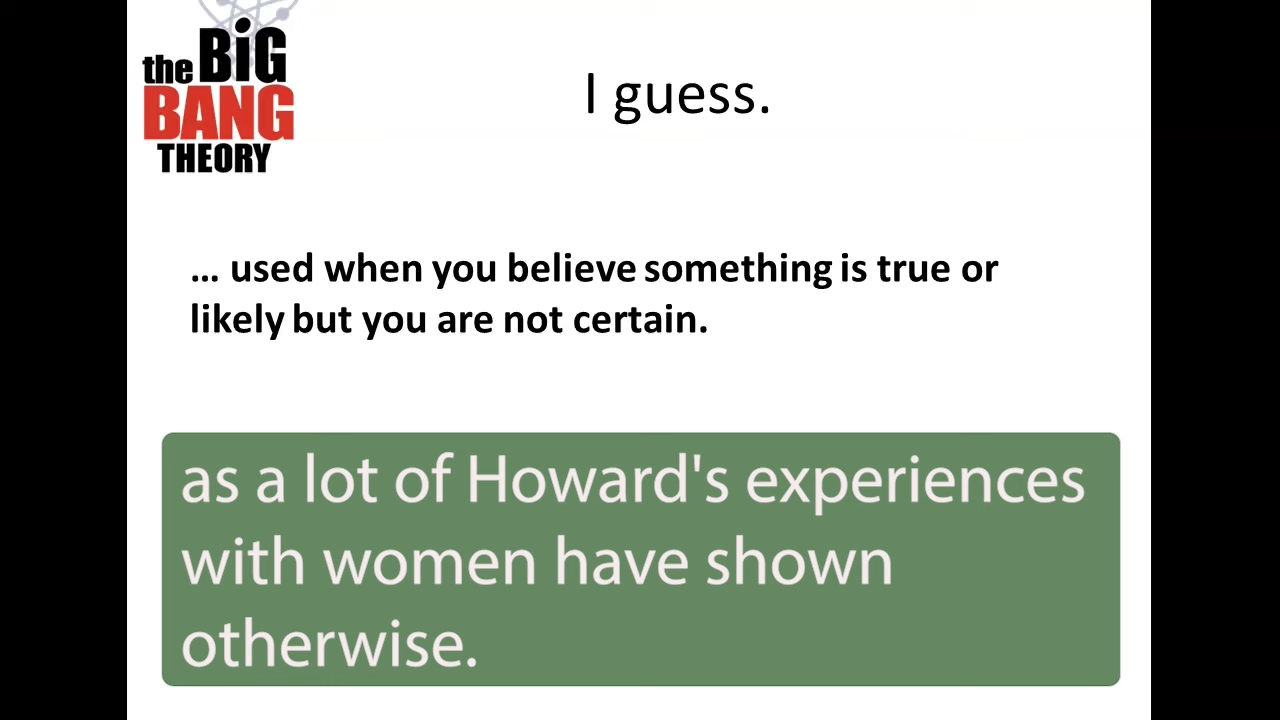 the BiG
BANG
THEORY
I guess.
... used when you believe something is true or
likely but you are not certain.
as a lot of Howard's experiences
with women have shown
otherwise.